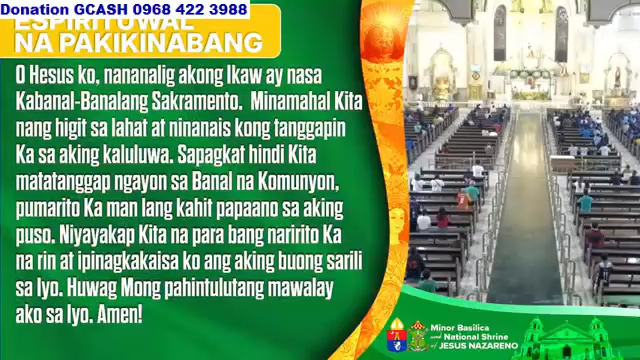 Donation GCASH 0968 422 3988
ESPIRITUWAL
NA PAKIKINABANG
O Hesus ko, nananalig akong Ikaw ay nasa
Kabanal-Banalang Sakramento. Minamahal Kita
nang higit sa lahat at ninanais kong tanggapin
Ka sa aking kaluluwa. Sapagkat hindi Kita
matatanggap ngayon sa Banal na Komunyon,
pumarito Ka man lang kahit papaano sa aking
puso. Niyayakap Kita na para bang naririto Ka
na rin at ipinagkakaisa ko ang aking buong sarili
sa Iyo. Huwag Mong pahintulutang mawalay
ako sa Iyo. Amen!
Minor Basilica
and National Shrine
of JESUS NAZARENO